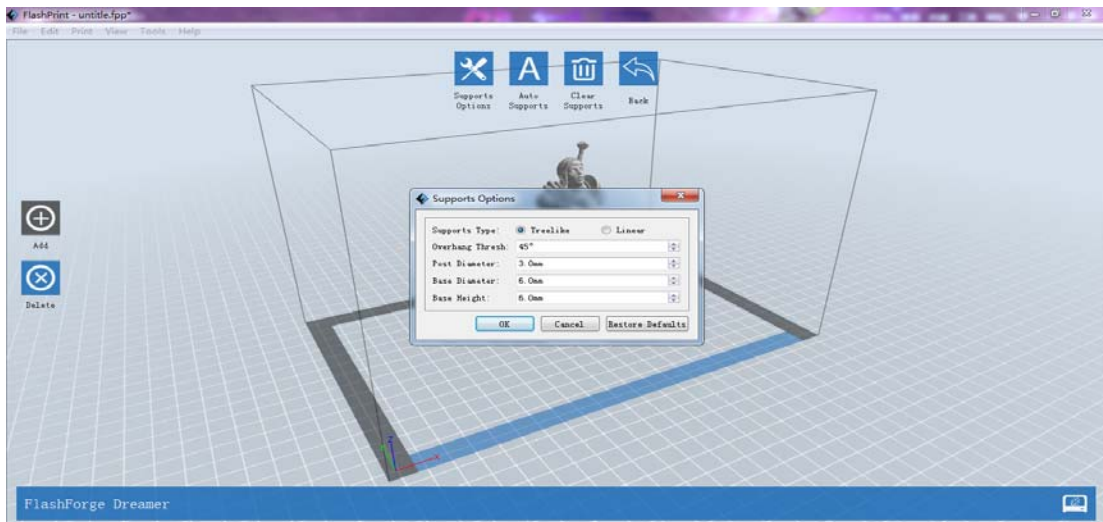 FlashPrint - untitle.fpp*
File Edit Print View Tools Help
Supports Options
Auto Supports
Clear Supports
Back
Add
Delete
Supports Options
Supports Type: Treelike Linear
Overhang Thresh: 45°
Post Diameter: 3.0mm
Base Diameter: 6.0mm
Base Height: 6.0mm
OK Cancel Restore Defaults
z
x
FlashForge Dreamer